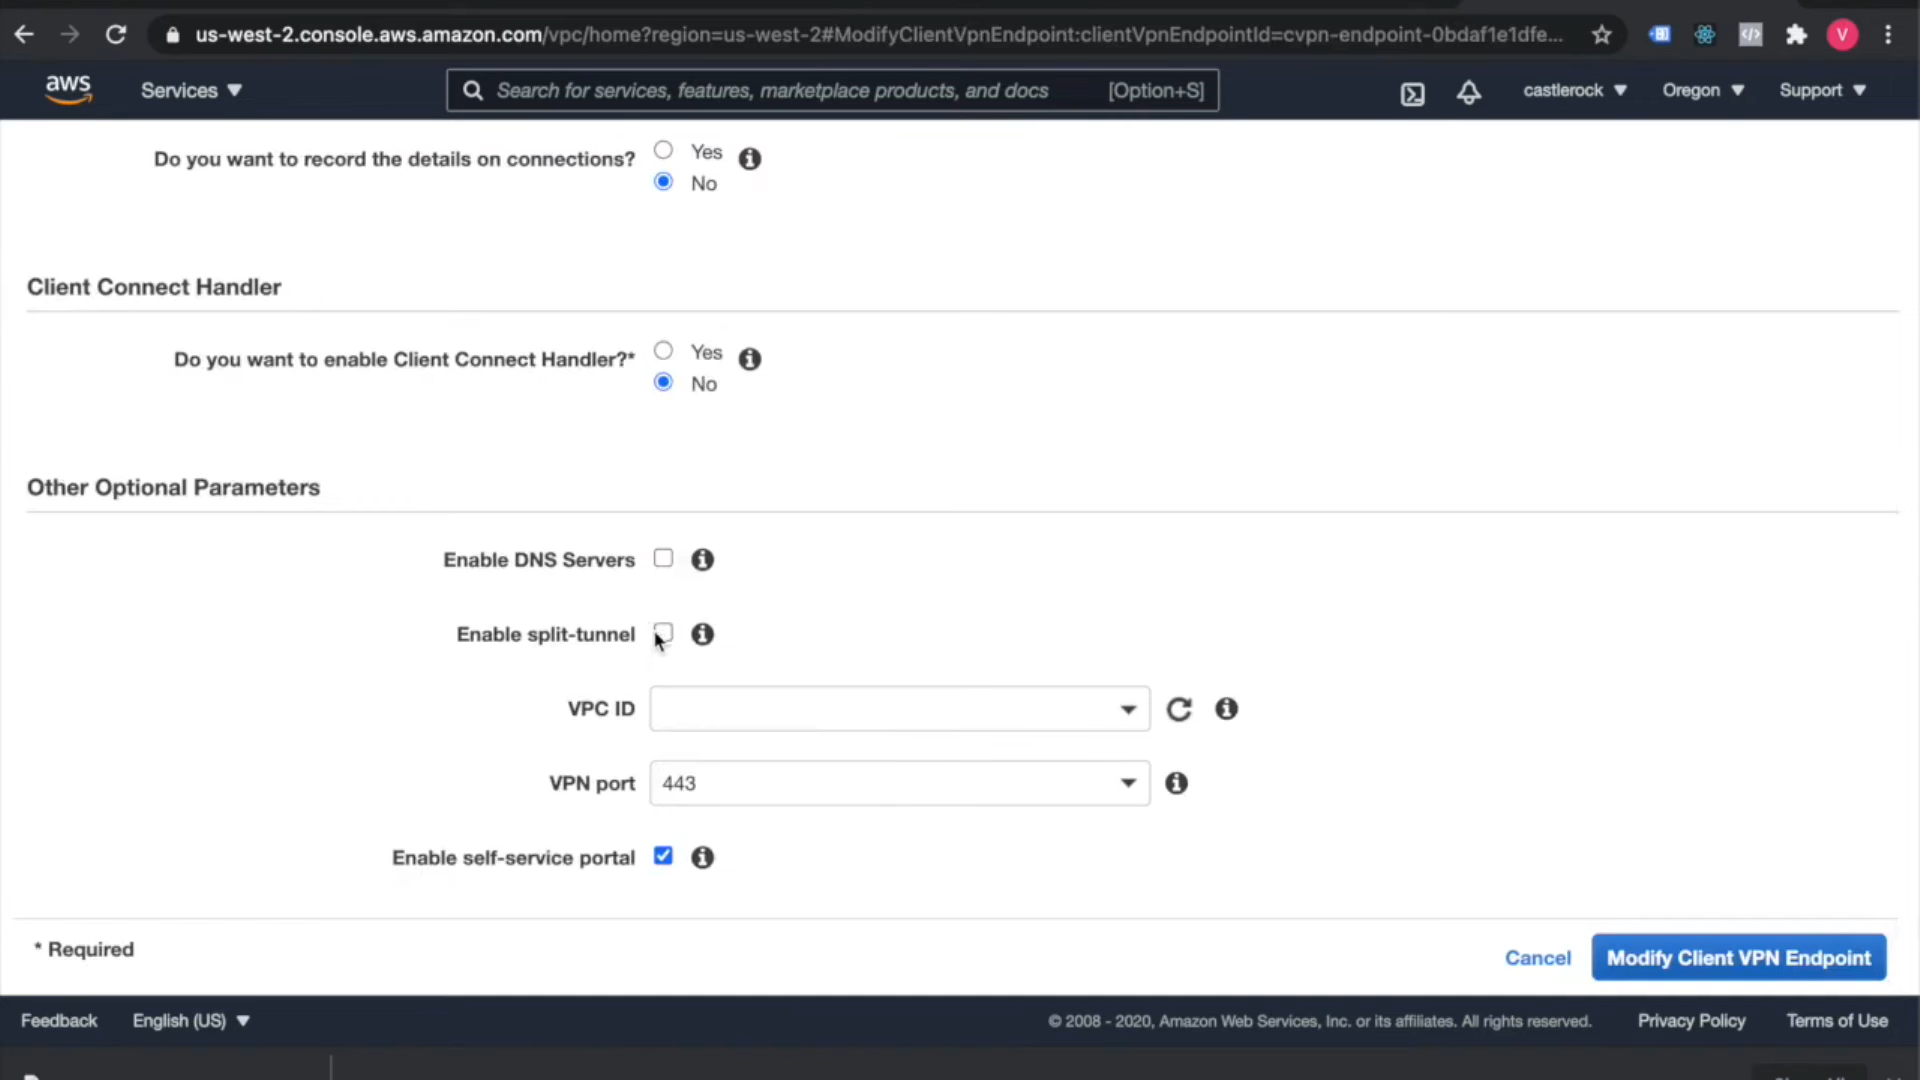 us-west-2.console.aws.amazon.com/vpc/home?region=us-west-2#ModifyClientVpnEndpoint:clientVpnEndpointId=cvpn-endpoint-0bdaf1e1dfe...
V
aws
Services
Search for services, features, marketplace products, and docs
[Option+S]
castlerock
Oregon
Support
Do you want to record the details on connections?
Yes
No
Client Connect Handler
Do you want to enable Client Connect Handler?*
Yes
No
Other Optional Parameters
Enable DNS Servers
Enable split-tunnel
VPC ID
VPN port
443
Enable self-service portal
* Required
Cancel
Modify Client VPN Endpoint
Feedback
English (US)
© 2008 - 2020, Amazon Web Services, Inc. or its affiliates. All rights reserved.
Privacy Policy
Terms of Use